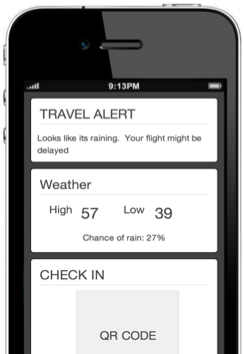 9:13PM
TRAVEL ALERT
Looks like its raining. Your flight might be
delayed
Weather
High 57 Low 39
Chance of rain: 27%
CHECK IN
QR CODE